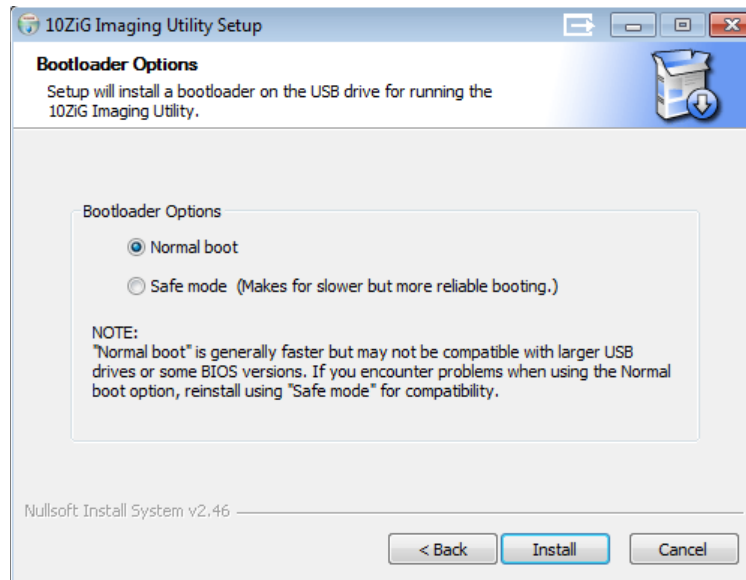 10ZiG Imaging Utility Setup
Bootloader Options
Setup will install a bootloader on the USB drive for running the
10ZiG Imaging Utility.
Bootloader Options
Normal boot
Safe mode  (Makes for slower but more reliable booting.)
NOTE:
"Normal boot" is generally faster but may not be compatible with larger USB
drives or some BIOS versions. If you encounter problems when using the Normal
boot option, reinstall using "Safe mode" for compatibility.
Nullsoft Install System v2.46
< Back
Install
Cancel